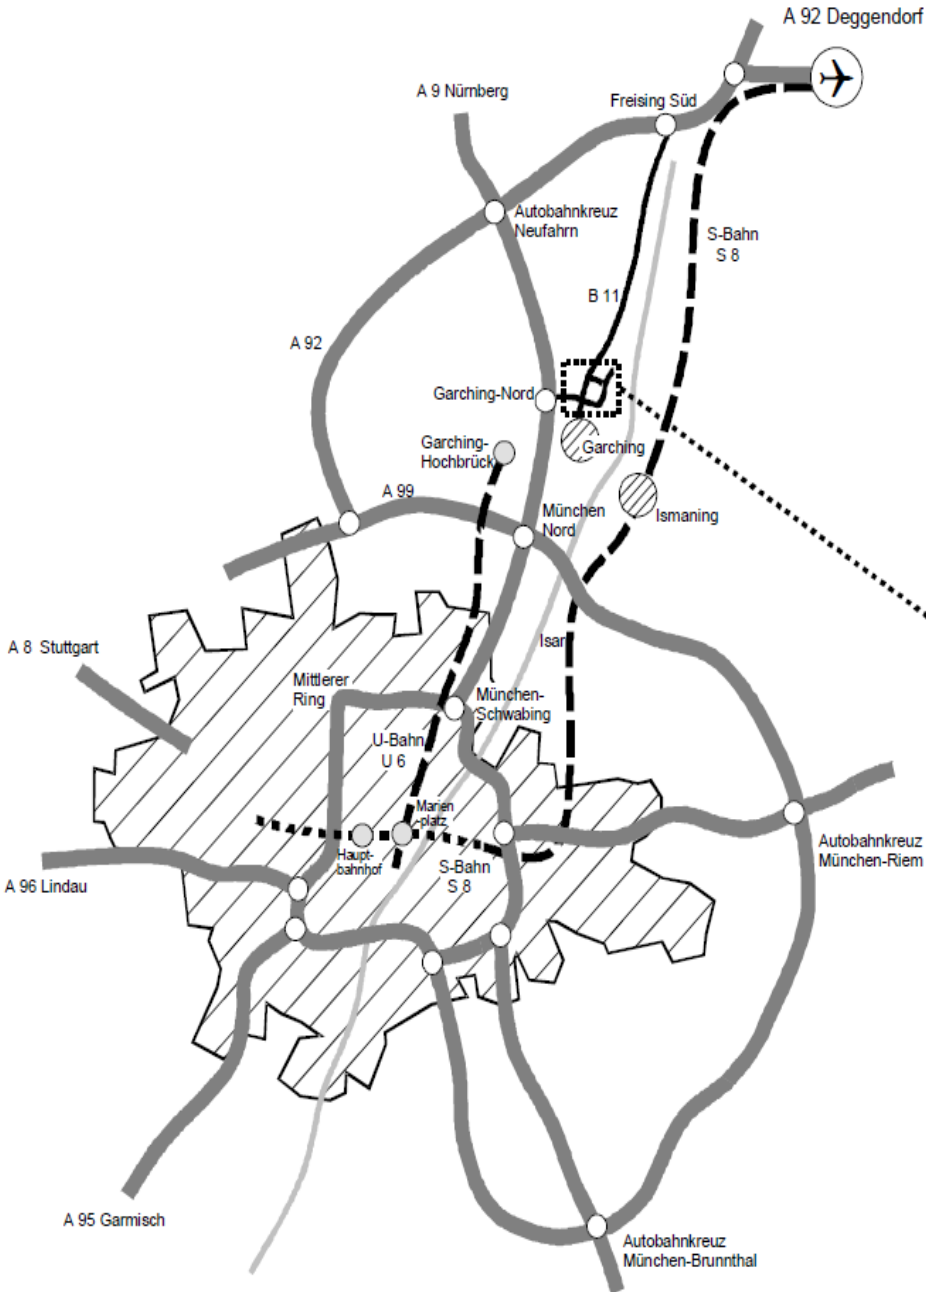 A 92 Deggendorf
A 9 Nürnberg
Freising Süd
Autobahnkreuz
Neufahrn
S-Bahn
S 8
B 11
A 92
Garching-Nord
Garching-
Hochbrück
Garching
A 99
München
Nord
Ismaning
Isar
A 8 Stuttgart
Mittlerer
Ring
München-
Schwabing
U-Bahn
U 6
Marien
-platz
Haupt-
bahnhof
S-Bahn
S 8
Autobahnkreuz
München-Riem
A 96 Lindau
A 95 Garmisch
Autobahnkreuz
München-Brunnthal